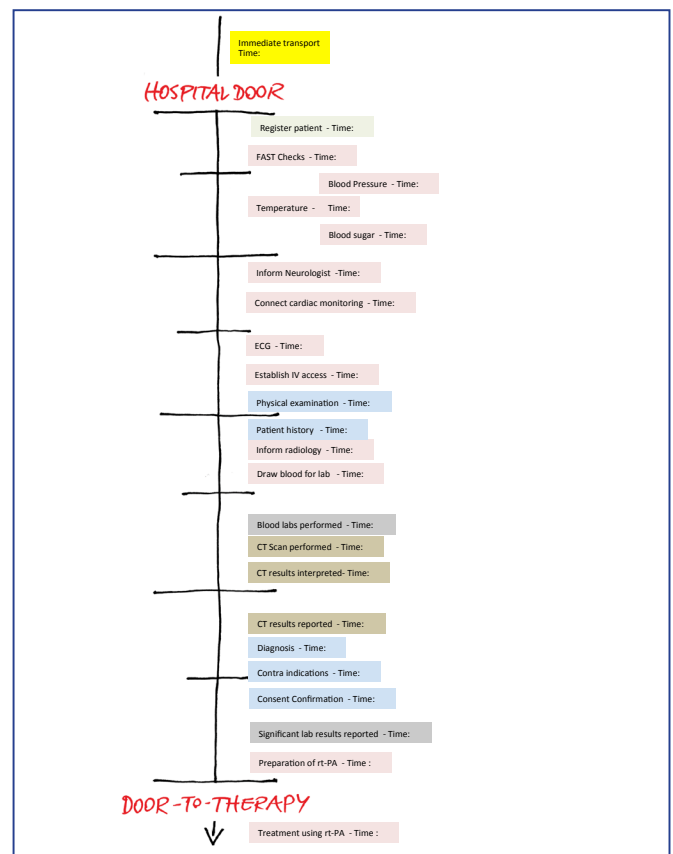 Immediate transport
Time:
HOSPITAL DOOR
Register patient - Time:
FAST Checks - Time:
Blood Pressure - Time:
Temperature - Time:
Blood sugar - Time:
Inform Neurologist -Time:
Connect cardiac monitoring - Time:
ECG - Time:
Establish IV access - Time:
Physical examination - Time:
Patient history - Time:
Inform radiology - Time:
Draw blood for lab - Time:
Blood labs performed - Time:
CT Scan performed - Time:
CT results interpreted- Time:
CT results reported - Time:
Diagnosis - Time:
Contra indications - Time:
Consent Confirmation - Time:
Significant lab results reported - Time:
Preparation of rt-PA - Time :
DOOR-TO-THERAPY
Treatment using rt-PA - Time :